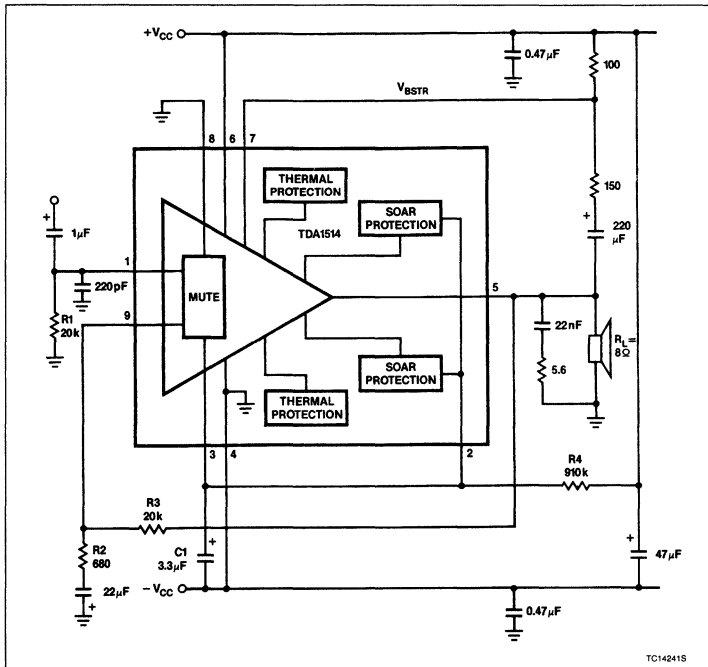 +VCC
0.47μF
100
VBSTR
8 6 7
THERMAL
PROTECTION
TDA1514
SOAR
PROTECTION
150
+
220
μF
+
1μF
1
220pF
MUTE
5
R1
20k
9
22nF
RL=
8Ω
5.6
SOAR
PROTECTION
THERMAL
PROTECTION
3 4
2
R4
910k
R3
20k
R2
680
C1
3.3μF
+
+
47μF
22μF
+
−VCC
0.47μF
TC14241S